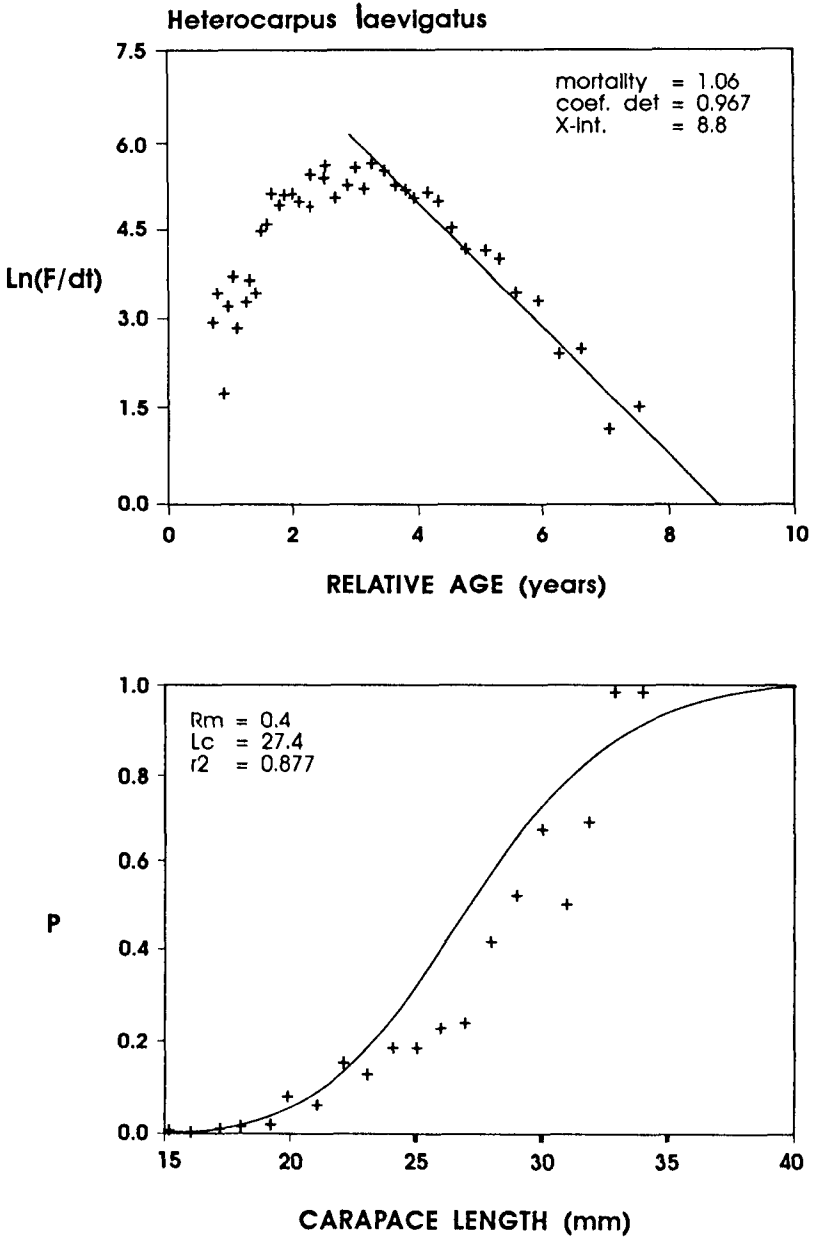 Heterocarpus laevigatus
7.5
mortality = 1.06
coef. det = 0.967
X-int. = 8.8
6.0
4.5
Ln(F/dt)
3.0
1.5
0.0
0 2 4 6 8 10
RELATIVE AGE (years)
1.0
Rm = 0.4
Lc = 27.4
r2 = 0.877
0.8
0.6
P
0.4
0.2
0.0
15 20 25 30 35 40
CARAPACE LENGTH (mm)